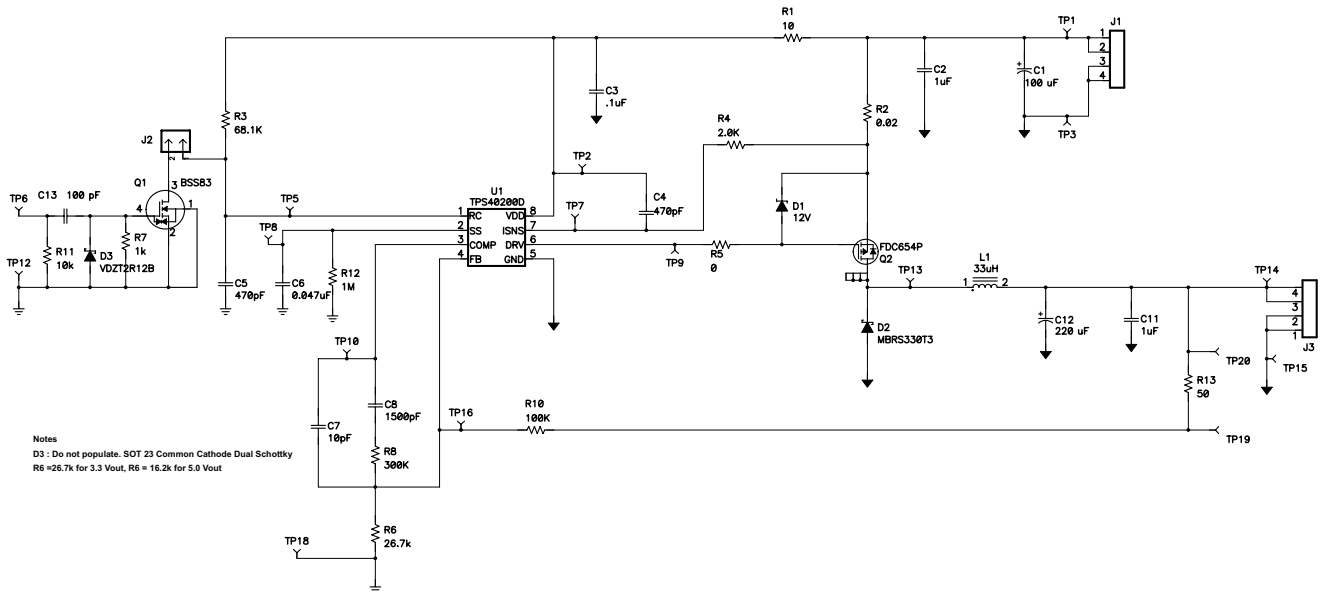 R1
10
TP1
J1
1
2
3
4
C3
.1uF
C2
1uF
C1
+
100 uF
R3
68.1K
R2
0.02
R4
2.0K
TP3
J2
2
1
TP2
Q1
3
BSS83
TP6
C13 100 pF
4
1
2
U1
TPS40200D
TP5
TP8
1
2
3
4
RC
SS
COMP
FB
VDD
ISNS
DRV
GND
8
7
6
5
C4
470pF
TP7
D1
12V
R11
10k
D3
VDZT2R12B
R7
1k
TP12
TP9
R5
0
FDC654P
Q2
C5
470pF
C6
0.047uF
R12
1M
TP13
L1
33uH
1
2
TP14
4
3
2
1
J3
+
C12
220 uF
C11
1uF
D2
MBRS330T3
TP10
TP20
TP15
R13
50
C8
1500pF
C7
10pF
TP16
R10
100K
TP19
R8
300K
Notes
D3 : Do not populate. SOT 23 Common Cathode Dual Schottky
R6 =26.7k for 3.3 Vout, R6 = 16.2k for 5.0 Vout
R6
26.7k
TP18